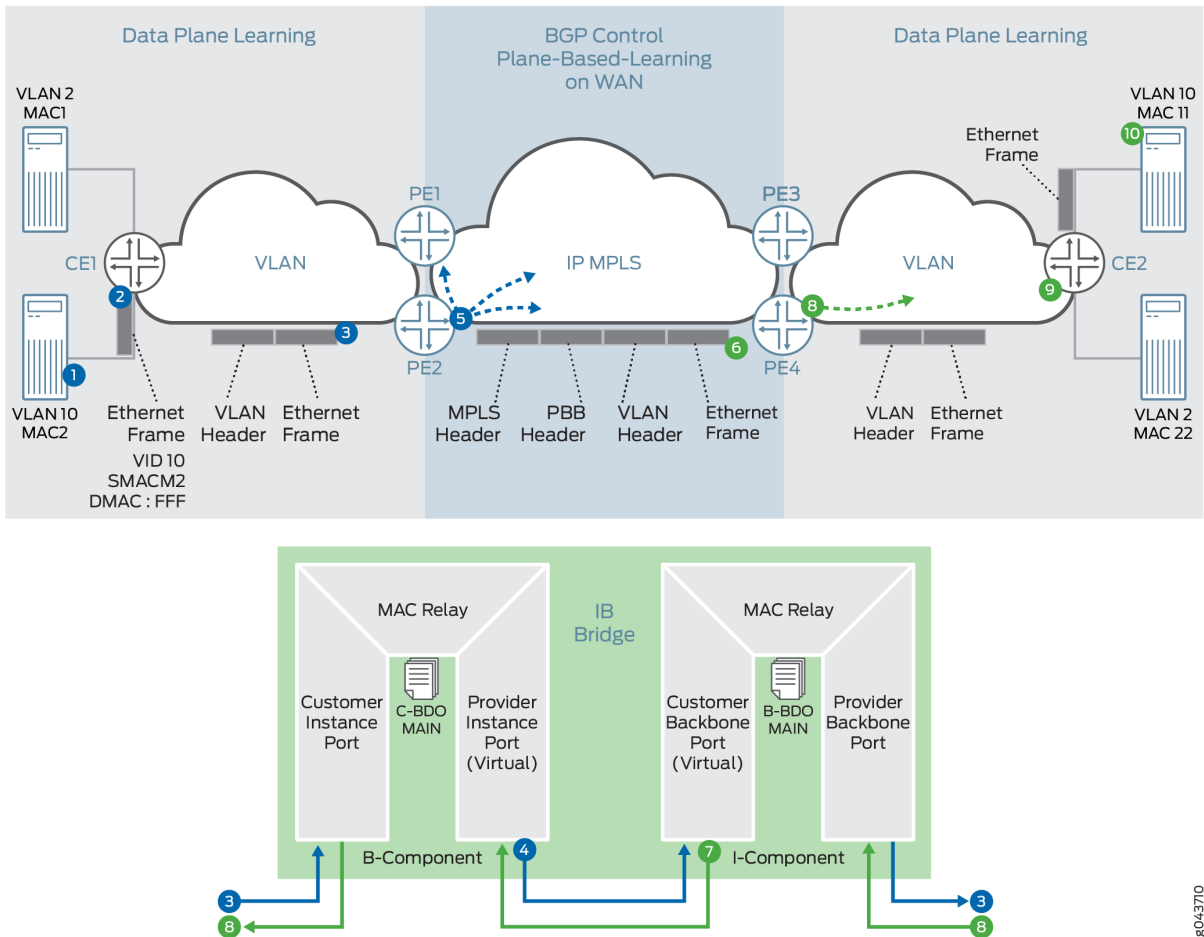 Data Plane Learning
BGP Control
Plane-Based-Learning
on WAN
Data Plane Learning
VLAN 2
MAC1
VLAN 10
MAC 11
10
Ethernet
Frame
PE1
PE3
CE1
VLAN
IP MPLS
VLAN
CE2
2
9
8
5
3
6
1
PE2
PE4
VLAN 10
MAC2
Ethernet
Frame
VID 10
SMACM2
DMAC : FFF
VLAN
Header
Ethernet
Frame
MPLS
Header
PBB
Header
VLAN
Header
Ethernet
Frame
VLAN
Header
Ethernet
Frame
VLAN 2
MAC 22
MAC Relay
IB
Bridge
MAC Relay
Customer
Instance
Port
C-BDO
MAIN
Provider
Instance
Port
(Virtual)
Customer
Backbone
Port
(Virtual)
B-BDO
MAIN
Provider
Backbone
Port
B-Component
4
7
I-Component
3
3
8
8
g043710